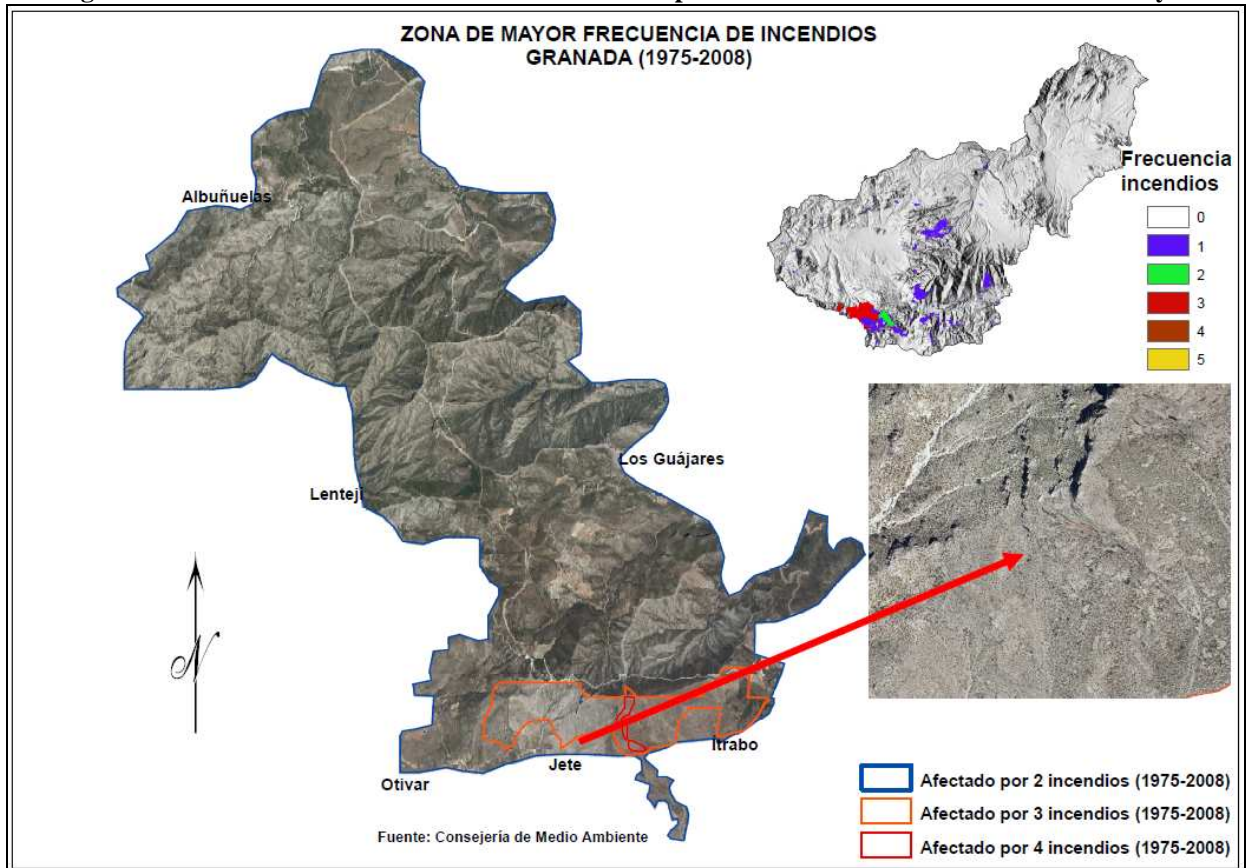 ZONA DE MAYOR FRECUENCIA DE INCENDIOS
GRANADA (1975-2008)
Frecuencia
incendios
0
1
2
3
4
5
Albuñuelas
Los Guájares
Lentejí
N
Itrabo
Jete
Otivar
Fuente: Consejería de Medio Ambiente
Afectado por 2 incendios (1975-2008)
Afectado por 3 incendios (1975-2008)
Afectado por 4 incendios (1975-2008)